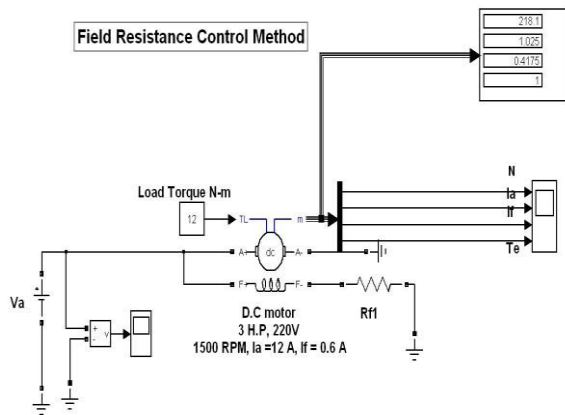 Field Resistance Control Method
218.1
1.025
0.4175
1
N
Ia
If
Te
Load Torque N-m
12
TL
m
A+
dc
A-
F+
F-
Va
+
-
v
D.C motor
3 H.P, 220V
1500 RPM, Ia =12 A, If = 0.6 A
Rf1